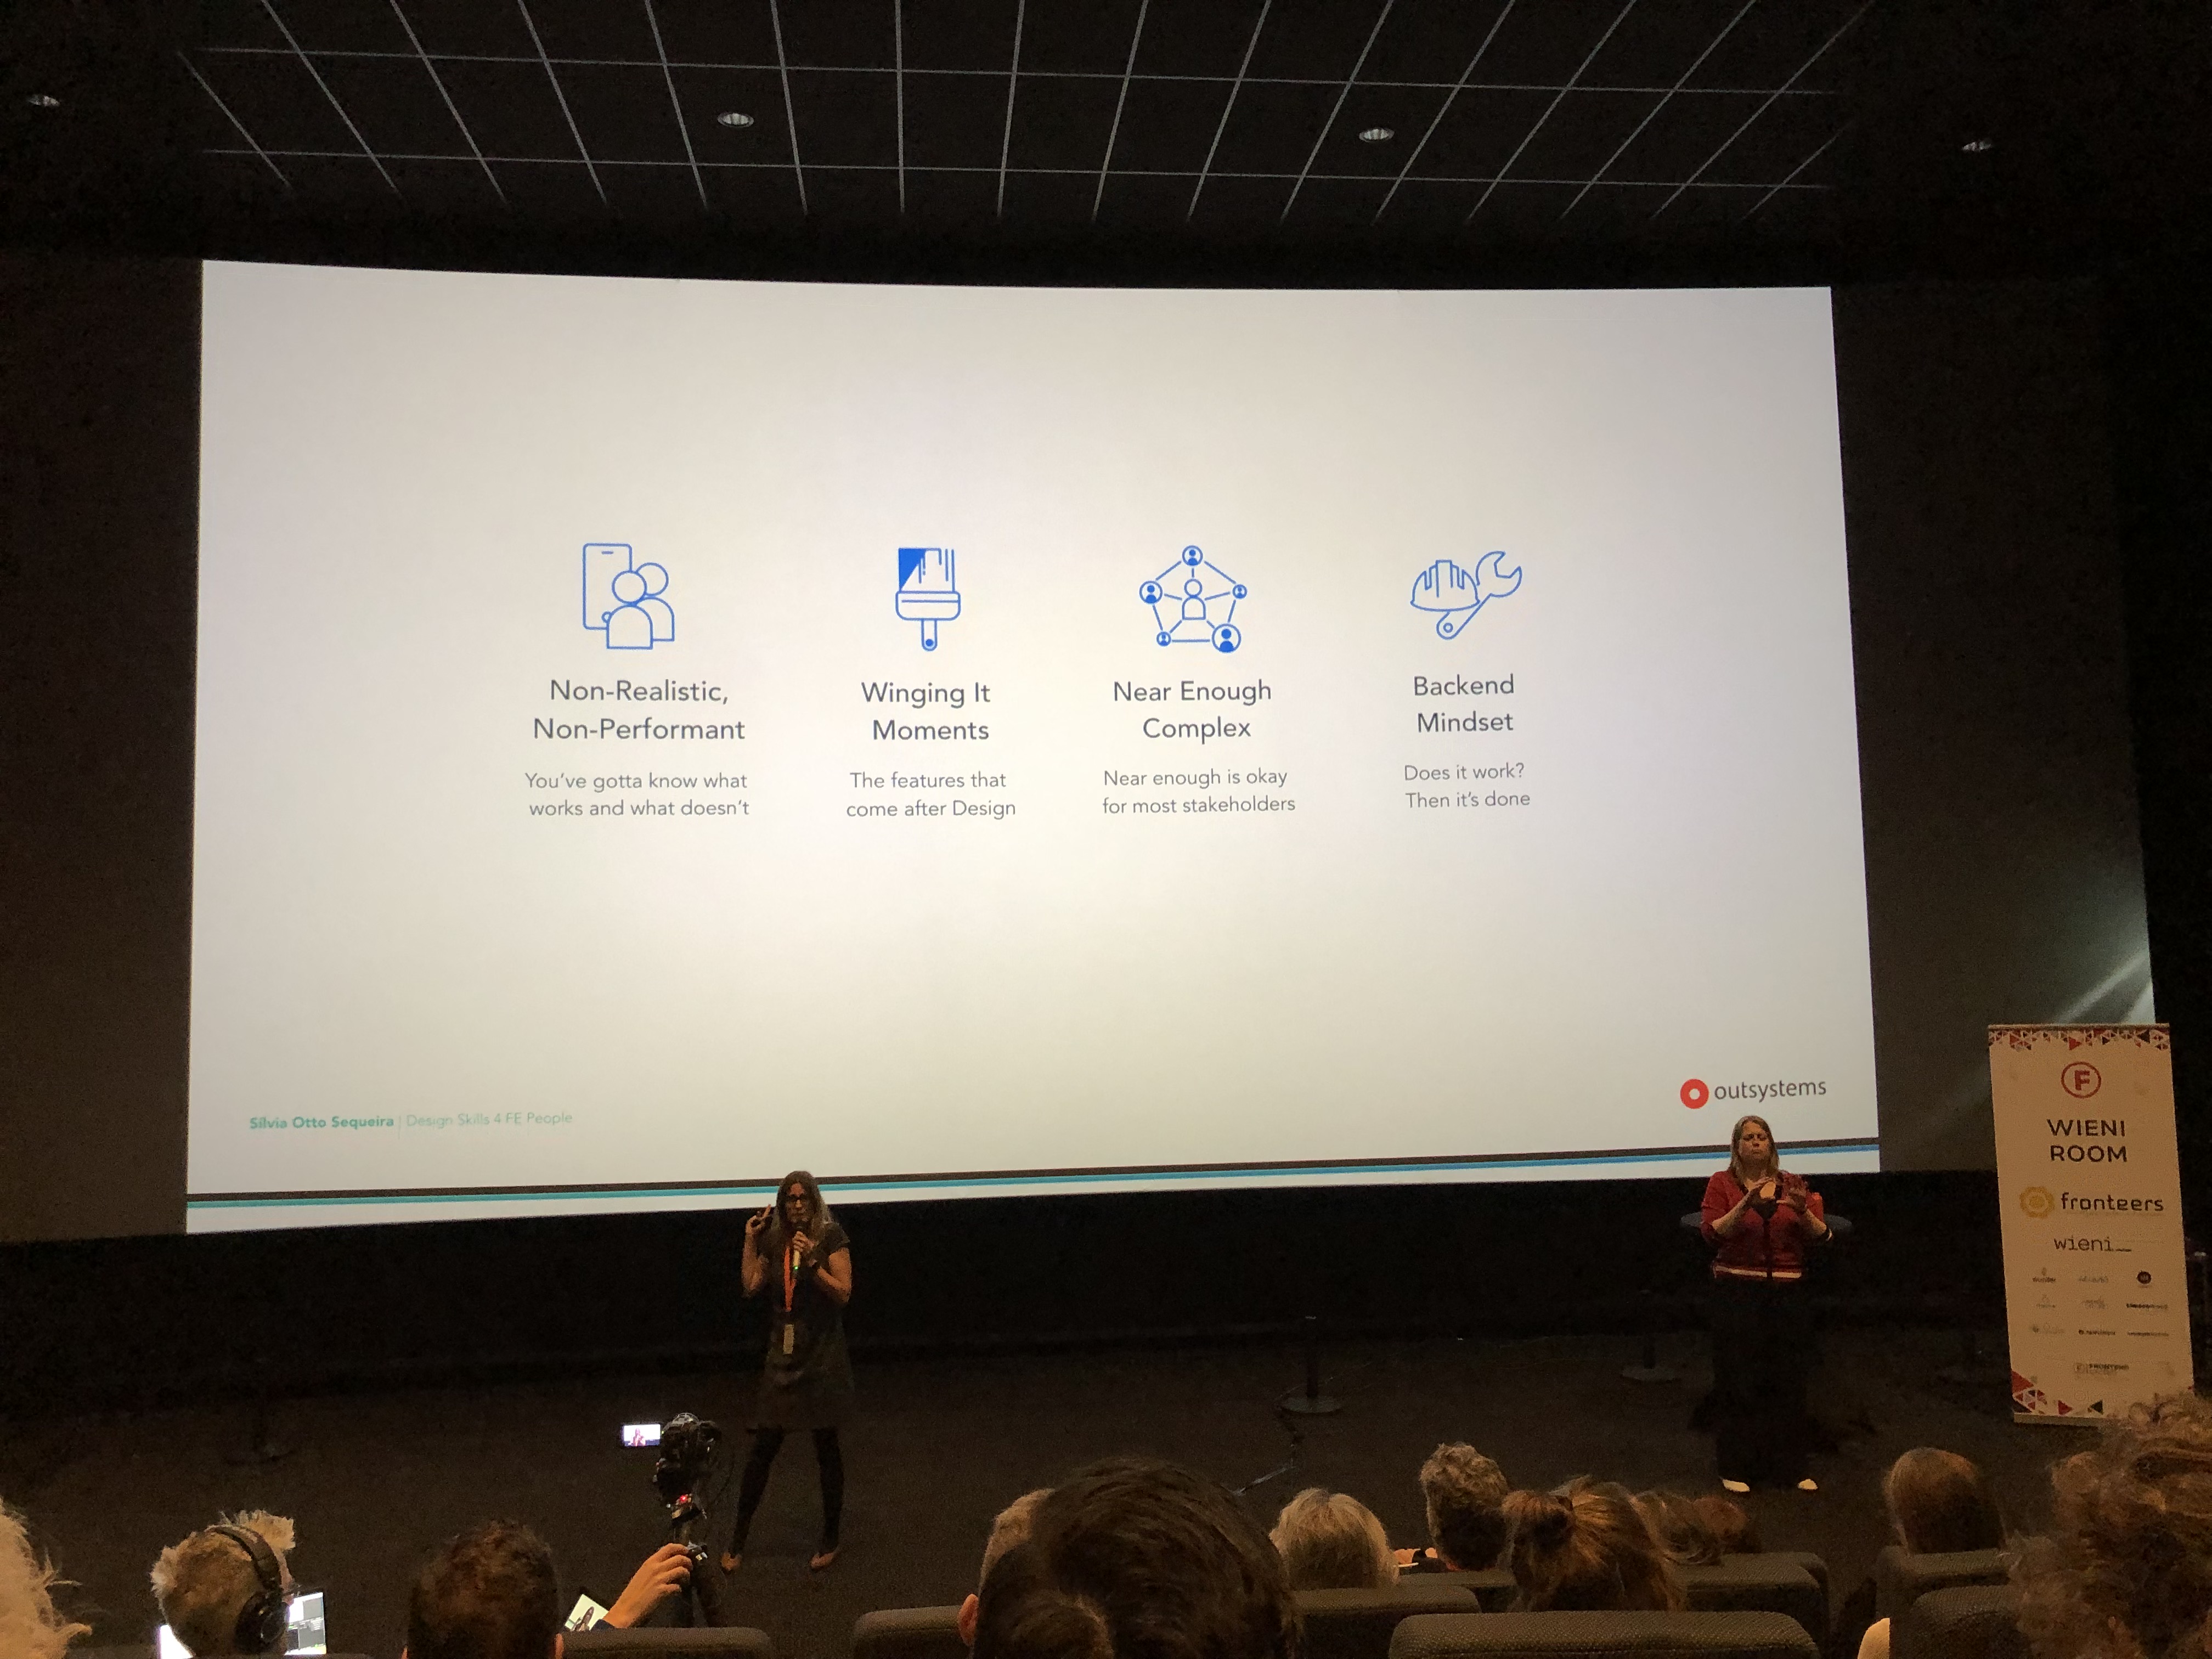 Non-Realistic,
Non-Performant
You've gotta know what
works and what doesn't
Winging It
Moments
The features that
come after Design
Near Enough
Complex
Near enough is okay
for most stakeholders
Backend
Mindset
Does it work?
Then it's done
Sílvia Otto Sequeira | Design Skills 4 FE People
outsystems
F
WIENI
ROOM
fronteers
wieni